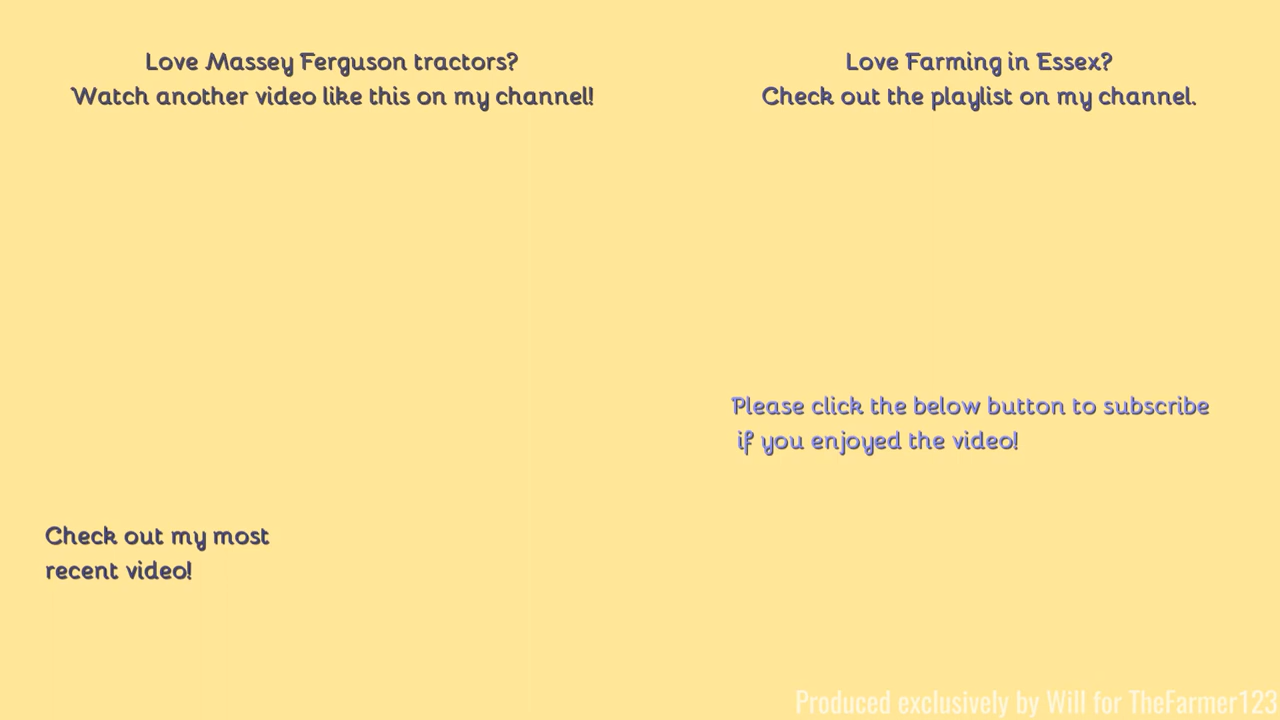 Love Massey Ferguson tractors?
Watch another video like this on my channel!
Love Farming in Essex?
Check out the playlist on my channel.
Please click the below button to subscribe
if you enjoyed the video!
Check out my most
recent video!
Produced exclusively by Will for TheFarmer123